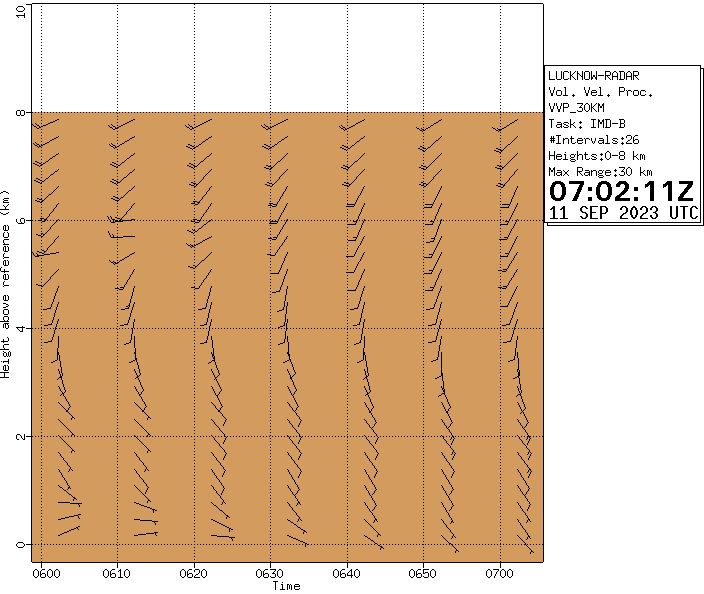 10
8
6
4
2
0
Height above reference (km)
0600 0610 0620 0630 0640 0650 0700
Time
LUCKNOW-RADAR
Vol. Vel. Proc.
VVP_30KM
Task: IMD-B
#Intervals:26
Heights:0-8 km
Max Range:30 km
07:02:11Z
11 SEP 2023 UTC